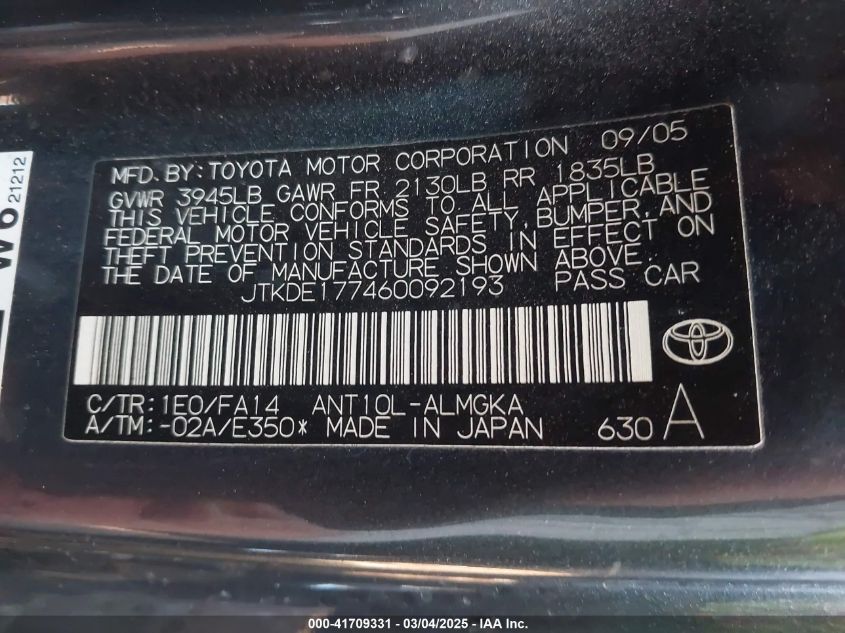 09/05
MFD. BY: TOYOTA MOTOR CORPORATION
GVWR 3945LB GAWR FR 2130LB RR 1835LB
THIS VEHICLE CONFORMS TO ALL APPLICABLE
FEDERAL MOTOR VEHICLE SAFETY, BUMPER, AND
THEFT PREVENTION STANDARDS IN EFFECT ON
THE DATE OF MANUFACTURE SHOWN ABOVE.
JTKDE177460092193 PASS CAR
C/TR: 1E0/FA14 ANT10L-ALMGKA
A/TM: -02A/E350* MADE IN JAPAN 630 A
W6
21212
000-41709331 - 03/04/2025 - IAA Inc.